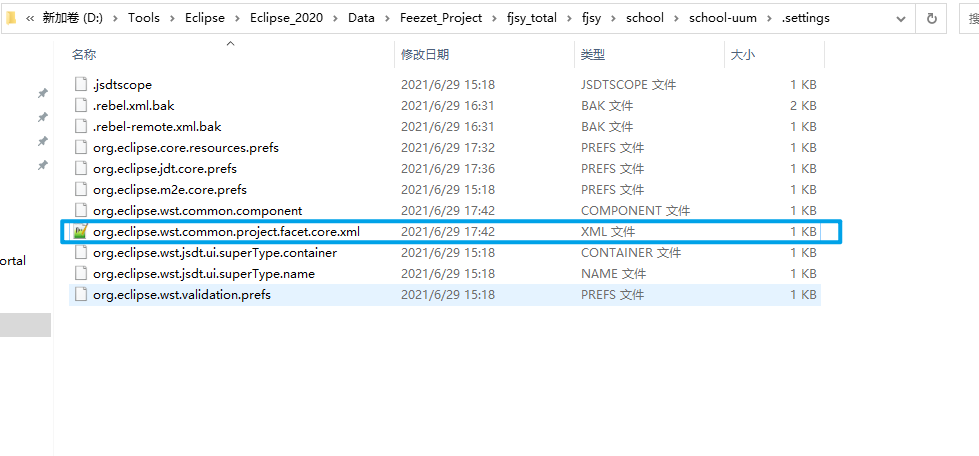 « 新加卷 (D:) › Tools › Eclipse › Eclipse_2020 › Data › Feezet_Project › fjsy_total › fjsy › school › school-uum › .settings
名称 修改日期 类型 大小
.jsdtscope 2021/6/29 15:18 JSDTSCOPE 文件 1 KB
.rebel.xml.bak 2021/6/29 16:31 BAK 文件 2 KB
.rebel-remote.xml.bak 2021/6/29 16:31 BAK 文件 1 KB
org.eclipse.core.resources.prefs 2021/6/29 17:32 PREFS 文件 1 KB
org.eclipse.jdt.core.prefs 2021/6/29 17:36 PREFS 文件 1 KB
org.eclipse.m2e.core.prefs 2021/6/29 15:18 PREFS 文件 1 KB
org.eclipse.wst.common.component 2021/6/29 17:42 COMPONENT 文件 1 KB
org.eclipse.wst.common.project.facet.core.xml 2021/6/29 17:42 XML 文件 1 KB
org.eclipse.wst.jsdt.ui.superType.container 2021/6/29 15:18 CONTAINER 文件 1 KB
ortal
org.eclipse.wst.jsdt.ui.superType.name 2021/6/29 15:18 NAME 文件 1 KB
org.eclipse.wst.validation.prefs 2021/6/29 15:18 PREFS 文件 1 KB